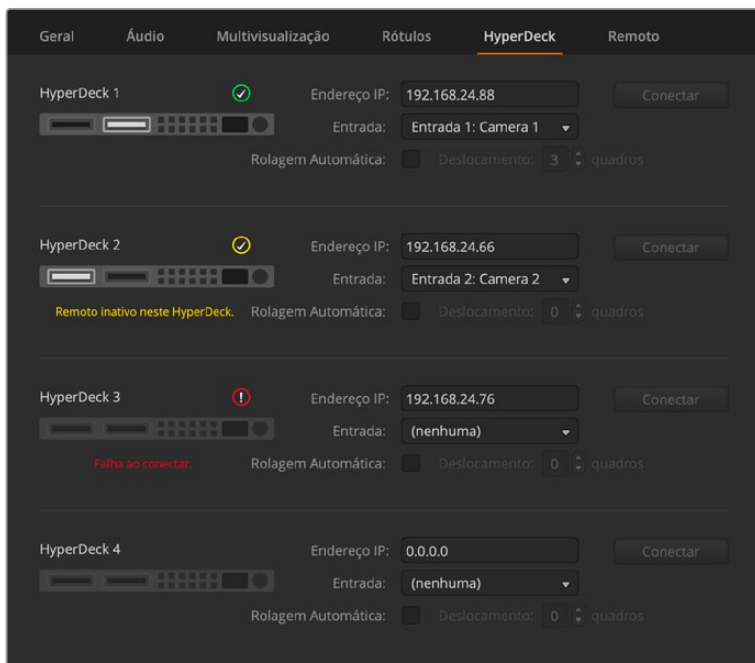 Geral Áudio Multivisualização Rótulos HyperDeck Remoto
HyperDeck 1 Endereço IP: 192.168.24.88 Conectar
Entrada: Entrada 1: Camera 1
Rolagem Automática: Deslocamento: 3 quadros
HyperDeck 2 Endereço IP: 192.168.24.66 Conectar
Entrada: Entrada 2: Camera 2
Remoto inativo neste HyperDeck. Rolagem Automática: Deslocamento: 0 quadros
HyperDeck 3 Endereço IP: 192.168.24.76 Conectar
Entrada: (nenhuma)
Falha ao conectar. Rolagem Automática: Deslocamento: 0 quadros
HyperDeck 4 Endereço IP: 0.0.0.0 Conectar
Entrada: (nenhuma)
Rolagem Automática: Deslocamento: 0 quadros